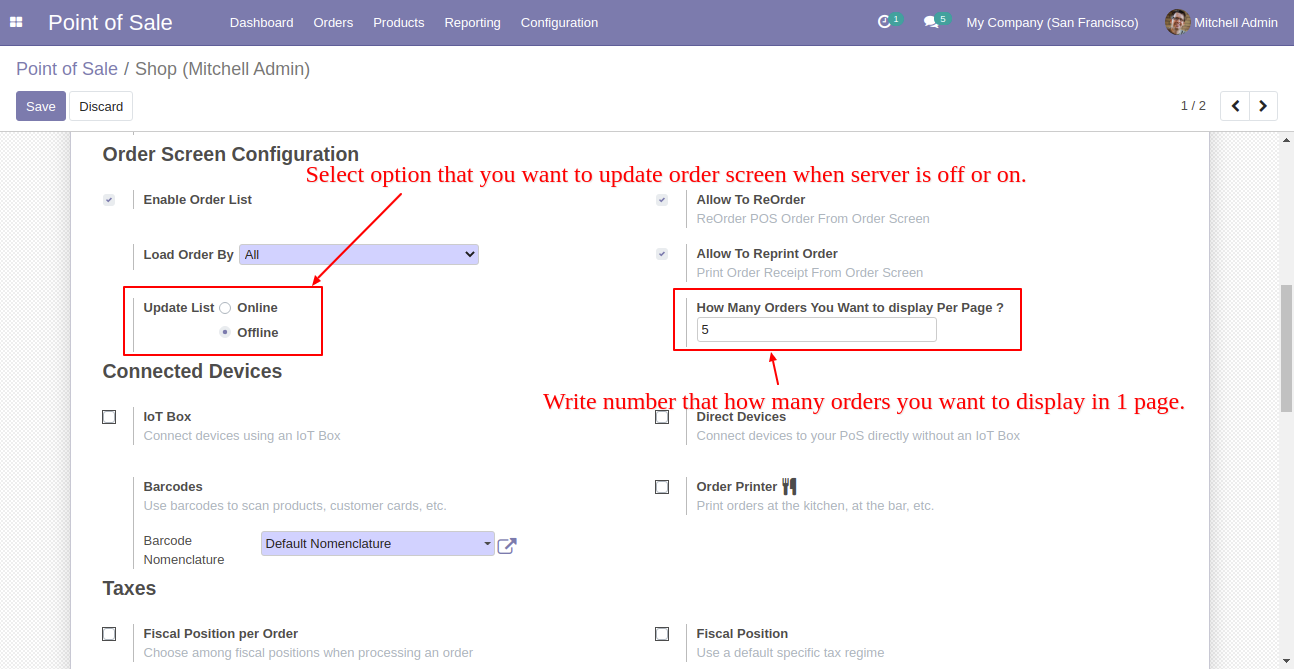 Point of Sale Dashboard Orders Products Reporting Configuration 1 5 My Company (San Francisco) Mitchell Admin
Point of Sale / Shop (Mitchell Admin)
Save Discard 1 / 2
Order Screen Configuration
Select option that you want to update order screen when server is off or on.
Enable Order List
Allow To ReOrder
ReOrder POS Order From Order Screen
Load Order By All
Allow To Reprint Order
Print Order Receipt From Order Screen
Update List Online
Offline
How Many Orders You Want to display Per Page ?
5
Connected Devices
Write number that how many orders you want to display in 1 page.
IoT Box
Connect devices using an IoT Box
Direct Devices
Connect devices to your PoS directly without an IoT Box
Barcodes
Use barcodes to scan products, customer cards, etc.
Order Printer
Print orders at the kitchen, at the bar, etc.
Barcode
Nomenclature
Default Nomenclature
Taxes
Fiscal Position per Order
Choose among fiscal positions when processing an order
Fiscal Position
Use a default specific tax regime